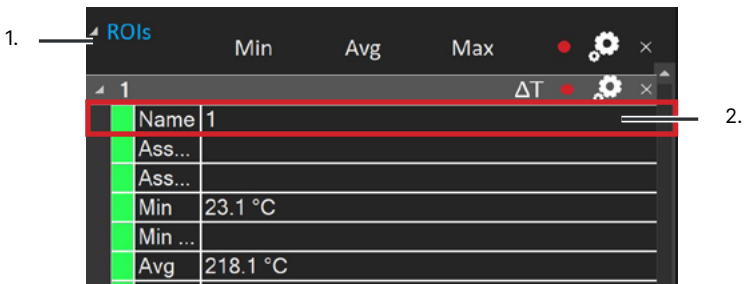 1.
ROIs
Min Avg Max ×
1 ΔT ×
Name 1
2.
Ass...
Ass...
Min 23.1 °C
Min ...
Avg 218.1 °C